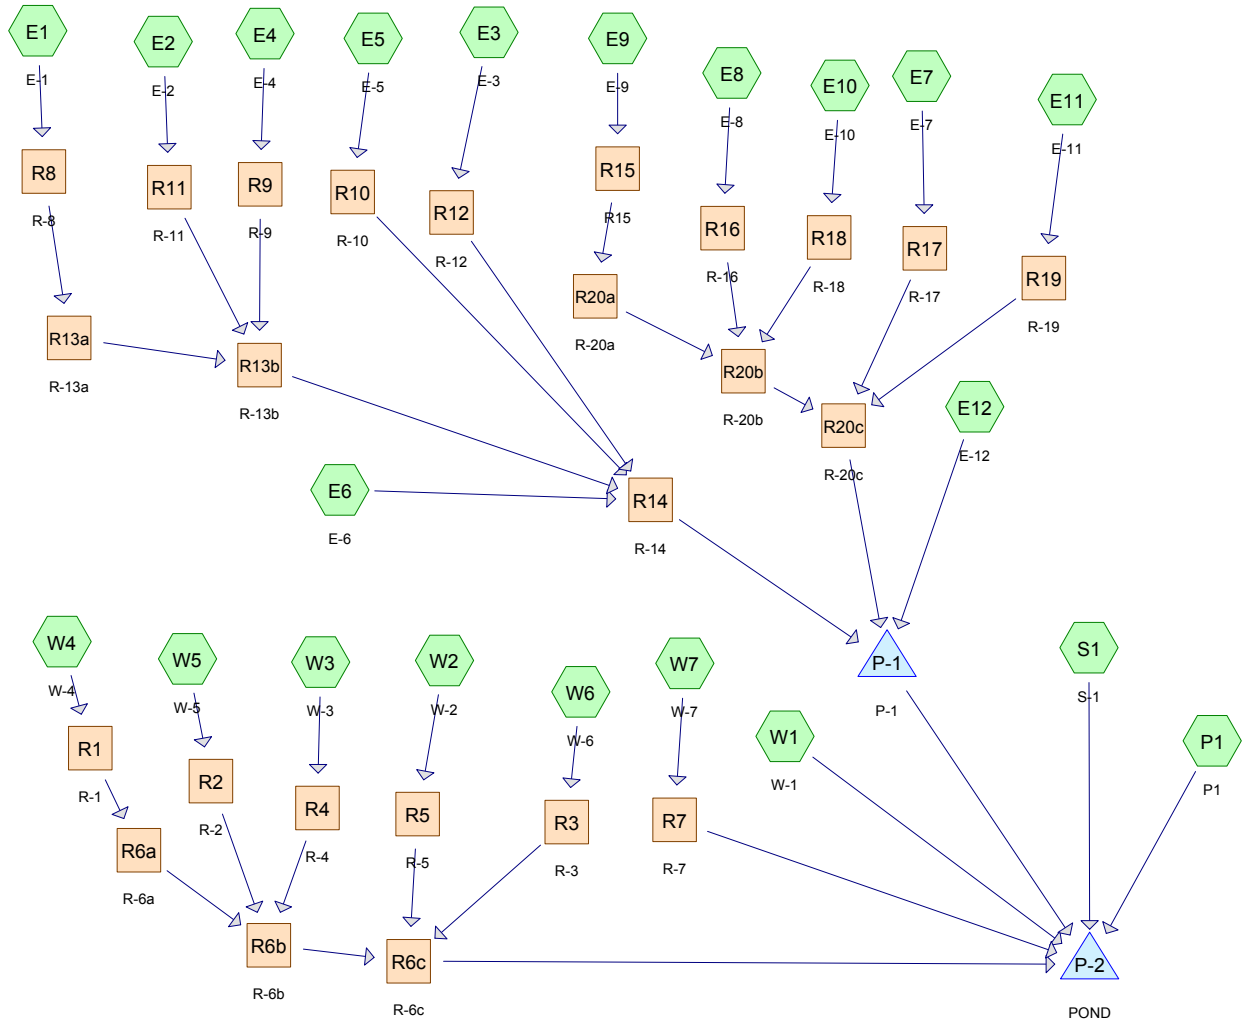 E1
E-1
E2
E-2
E4
E-4
E5
E-5
E3
E-3
E9
E-9
E8
E-8
E10
E-10
E7
E-7
E11
E-11
R8
R-8
R11
R-11
R9
R-9
R10
R-10
R12
R-12
R15
R15
R16
R-16
R18
R-18
R17
R-17
R19
R-19
R20a
R-20a
R13a
R-13a
R13b
R-13b
R20b
R-20b
R20c
R-20c
E12
E-12
E6
E-6
R14
R-14
W4
W-4
W5
W-5
W3
W-3
W2
W-2
W6
W-6
W7
W-7
P-1
P-1
S1
S-1
W1
W-1
P1
P1
R1
R-1
R2
R-2
R4
R-4
R5
R-5
R3
R-3
R7
R-7
R6a
R-6a
R6b
R-6b
R6c
R-6c
P-2
POND